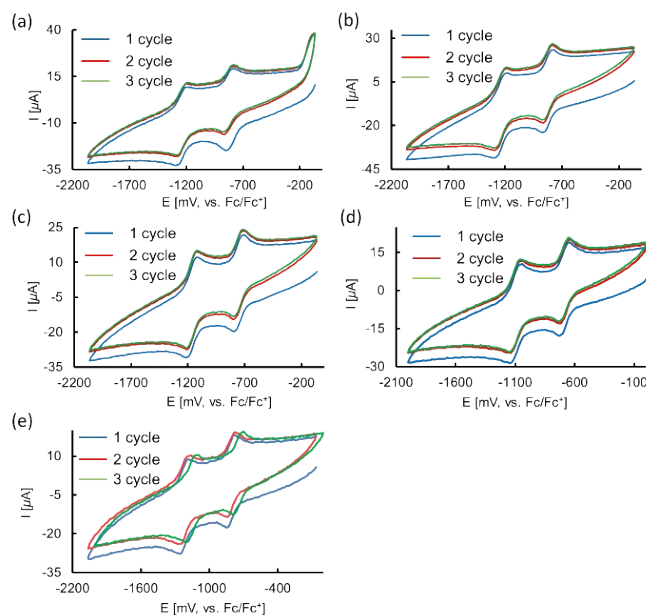 (a)
1 cycle
2 cycle
3 cycle
I [µA]
40
15
-10
-35
-2200 -1700 -1200 -700 -200
E [mV, vs. Fc/Fc⁺]
(b)
1 cycle
2 cycle
3 cycle
I [µA]
30
5
-20
-45
-2200 -1700 -1200 -700 -200
E [mV, vs. Fc/Fc⁺]
(c)
1 cycle
2 cycle
3 cycle
I [µA]
25
10
-5
-20
-35
-2200 -1700 -1200 -700 -200
E [mV, vs. Fc/Fc⁺]
(d)
1 cycle
2 cycle
3 cycle
I [µA]
15
0
-15
-30
-2100 -1600 -1100 -600 -100
E [mV, vs. Fc/Fc⁺]
(e)
1 cycle
2 cycle
3 cycle
I [µA]
10
-5
-20
-35
-2200 -1600 -1000 -400
E [mV, vs. Fc/Fc⁺]